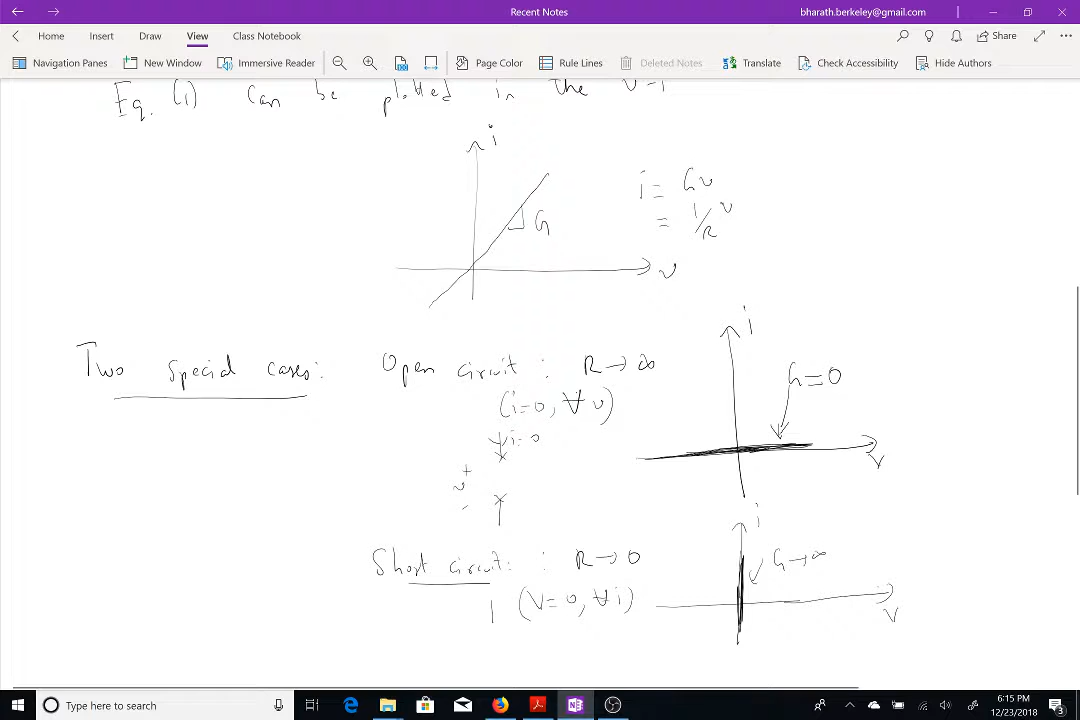 Recent Notes
bharath.berkeley@gmail.com
Home Insert Draw View Class Notebook Share
Navigation Panes New Window Immersive Reader Page Color Rule Lines Deleted Notes Translate Check Accessibility Hide Authors
Eq. (1) can be plotted in the v-i
i
i = Gv
= 1/R v
G
v
Two special cases: Open circuit : R → ∞
(i=0, ∀ v)
i=0
+
v
-
i
G=0
v
Short circuit: : R → 0
(V=0, ∀ i)
i
G→∞
v
Type here to search
6:15 PM
12/23/2018
3